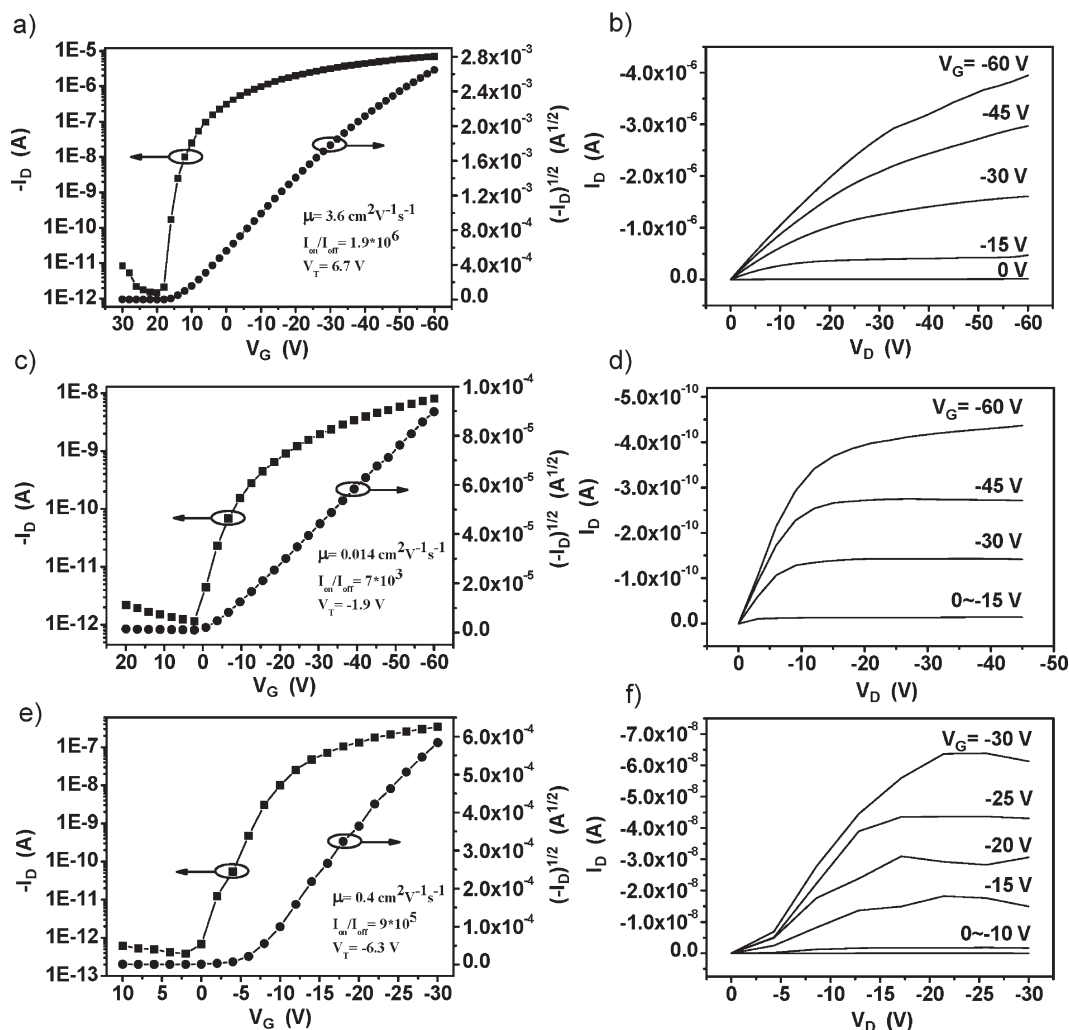 a)
1E-5
1E-6
1E-7
1E-8
1E-9
1E-10
1E-11
1E-12
-I_D (A)
2.8x10^-3
2.4x10^-3
2.0x10^-3
1.6x10^-3
1.2x10^-3
8.0x10^-4
4.0x10^-4
0.0
(-I_D)^1/2 (A^1/2)
μ= 3.6 cm^2V^-1s^-1
I_on/I_off= 1.9*10^6
V_T= 6.7 V
30 20 10 0 -10 -20 -30 -40 -50 -60
V_G (V)
b)
-4.0x10^-6
-3.0x10^-6
-2.0x10^-6
-1.0x10^-6
0.0
I_D (A)
V_G= -60 V
-45 V
-30 V
-15 V
0 V
0 -10 -20 -30 -40 -50 -60
V_D (V)
c)
1E-8
1E-9
1E-10
1E-11
1E-12
-I_D (A)
1.0x10^-4
8.0x10^-5
6.0x10^-5
4.0x10^-5
2.0x10^-5
0.0
(-I_D)^1/2 (A^1/2)
μ= 0.014 cm^2V^-1s^-1
I_on/I_off= 7*10^3
V_T= -1.9 V
20 10 0 -10 -20 -30 -40 -50 -60
V_G (V)
d)
-5.0x10^-10
-4.0x10^-10
-3.0x10^-10
-2.0x10^-10
-1.0x10^-10
0.0
I_D (A)
V_G= -60 V
-45 V
-30 V
0~-15 V
0 -10 -20 -30 -40 -50
V_D (V)
e)
1E-7
1E-8
1E-9
1E-10
1E-11
1E-12
1E-13
-I_D (A)
6.0x10^-4
5.0x10^-4
4.0x10^-4
3.0x10^-4
2.0x10^-4
1.0x10^-4
0.0
(-I_D)^1/2 (A^1/2)
μ= 0.4 cm^2V^-1s^-1
I_on/I_off= 9*10^5
V_T= -6.3 V
10 5 0 -5 -10 -15 -20 -25 -30
V_G (V)
f)
-7.0x10^-8
-6.0x10^-8
-5.0x10^-8
-4.0x10^-8
-3.0x10^-8
-2.0x10^-8
-1.0x10^-8
0.0
I_D (A)
V_G= -30 V
-25 V
-20 V
-15 V
0~-10 V
0 -5 -10 -15 -20 -25 -30
V_D (V)